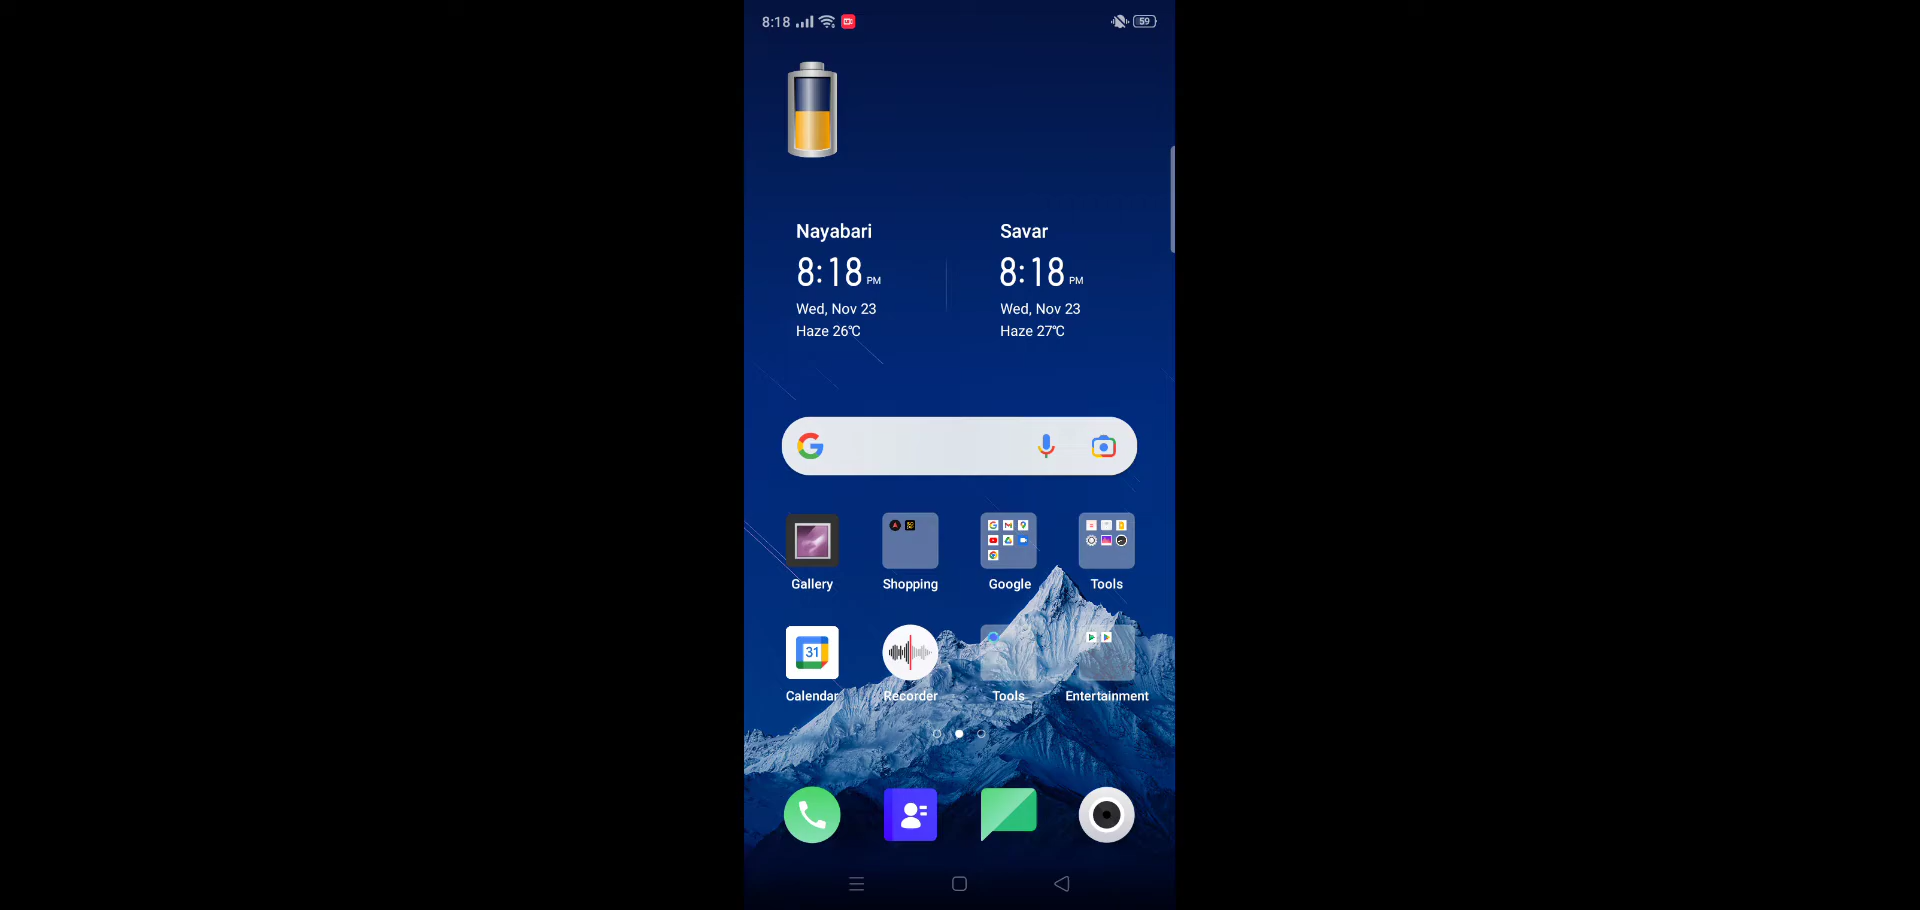 8:18 59
Nayabari Savar
8:18 PM 8:18 PM
Wed, Nov 23 Wed, Nov 23
Haze 26℃ Haze 27℃
Gallery Shopping Google Tools
31
Calendar Recorder Tools Entertainment